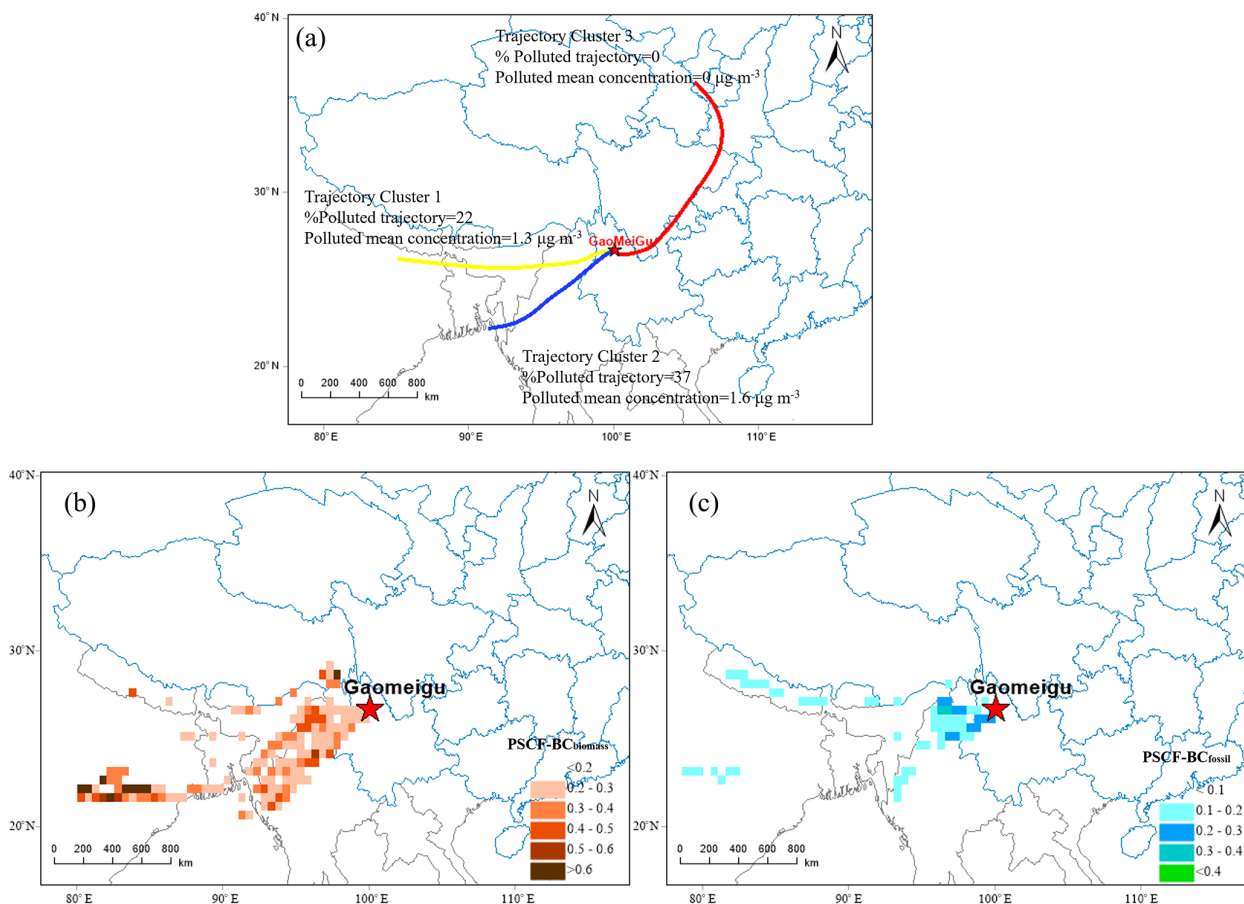 (a)
40° N
Trajectory Cluster 3
% Polluted trajectory=0
Polluted mean concentration=0 μg m-3
N
30° N
Trajectory Cluster 1
%Polluted trajectory=22
Polluted mean concentration=1.3 μg m-3
GaoMeiGu
20° N
Trajectory Cluster 2
%Polluted trajectory=37
Polluted mean concentration=1.6 μg m-3
0 200 400 600 800
km
80° E 90° E 100° E 110° E
(b)
40° N
N
30° N
Gaomeigu
PSCF-BCbiomass
<0.2
0.2 - 0.3
0.3 - 0.4
0.4 - 0.5
0.5 - 0.6
>0.6
20° N
0 200 400 600 800
km
80° E 90° E 100° E 110° E
(c)
40° N
N
30° N
Gaomeigu
PSCF-BCfossil
< 0.1
0.1 - 0.2
0.2 - 0.3
0.3 - 0.4
<0.4
20° N
0 200 400 600 800
km
80° E 90° E 100° E 110° E